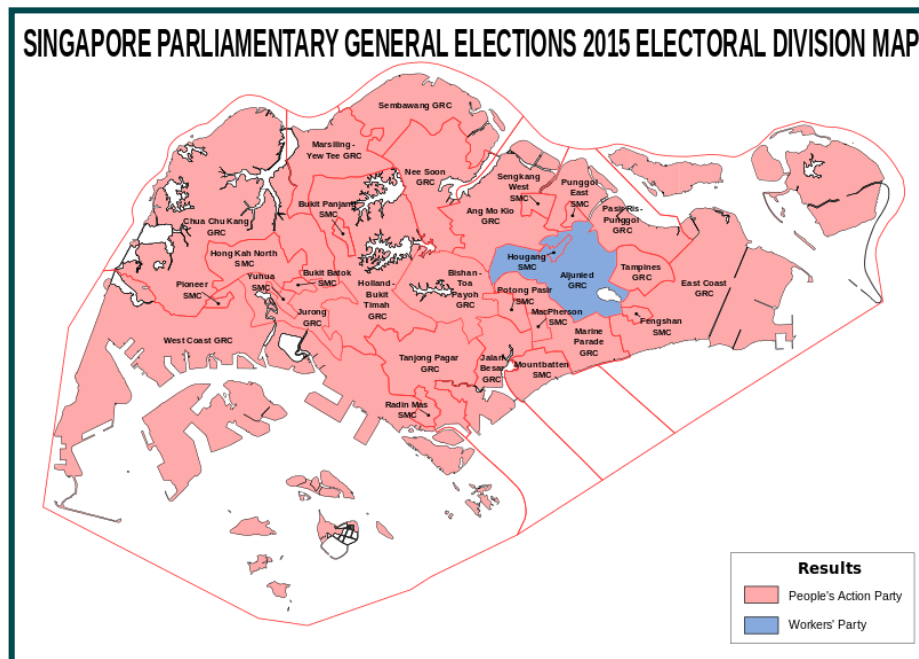 SINGAPORE PARLIAMENTARY GENERAL ELECTIONS 2015 ELECTORAL DIVISION MAP
Sembawang GRC
Marsiling -
Yew Tee GRC
Nee Soon
GRC
Sengkang
West
SMC
Punggol
East
SMC
Bukit Panjang
SMC
Ang Mo Kio
GRC
Pasir Ris-
Punggol
GRC
Chua Chu Kang
GRC
Hong Kah North
SMC
Hougang
SMC
Aljunied
GRC
Tampines
GRC
East Coast
GRC
Pioneer
SMC
Yuhua
SMC
Bukit Batok
SMC
Holland-
Bukit
Timah
GRC
Bishan -
Toa
Payoh
GRC
Potong Pasir
SMC
MacPherson
SMC
Fengshan
SMC
Jurong
GRC
West Coast GRC
Marine
Parade
GRC
Tanjong Pagar
GRC
Jalan
Besar
GRC
Mountbatten
SMC
Radin Mas
SMC
Results
People's Action Party
Workers' Party